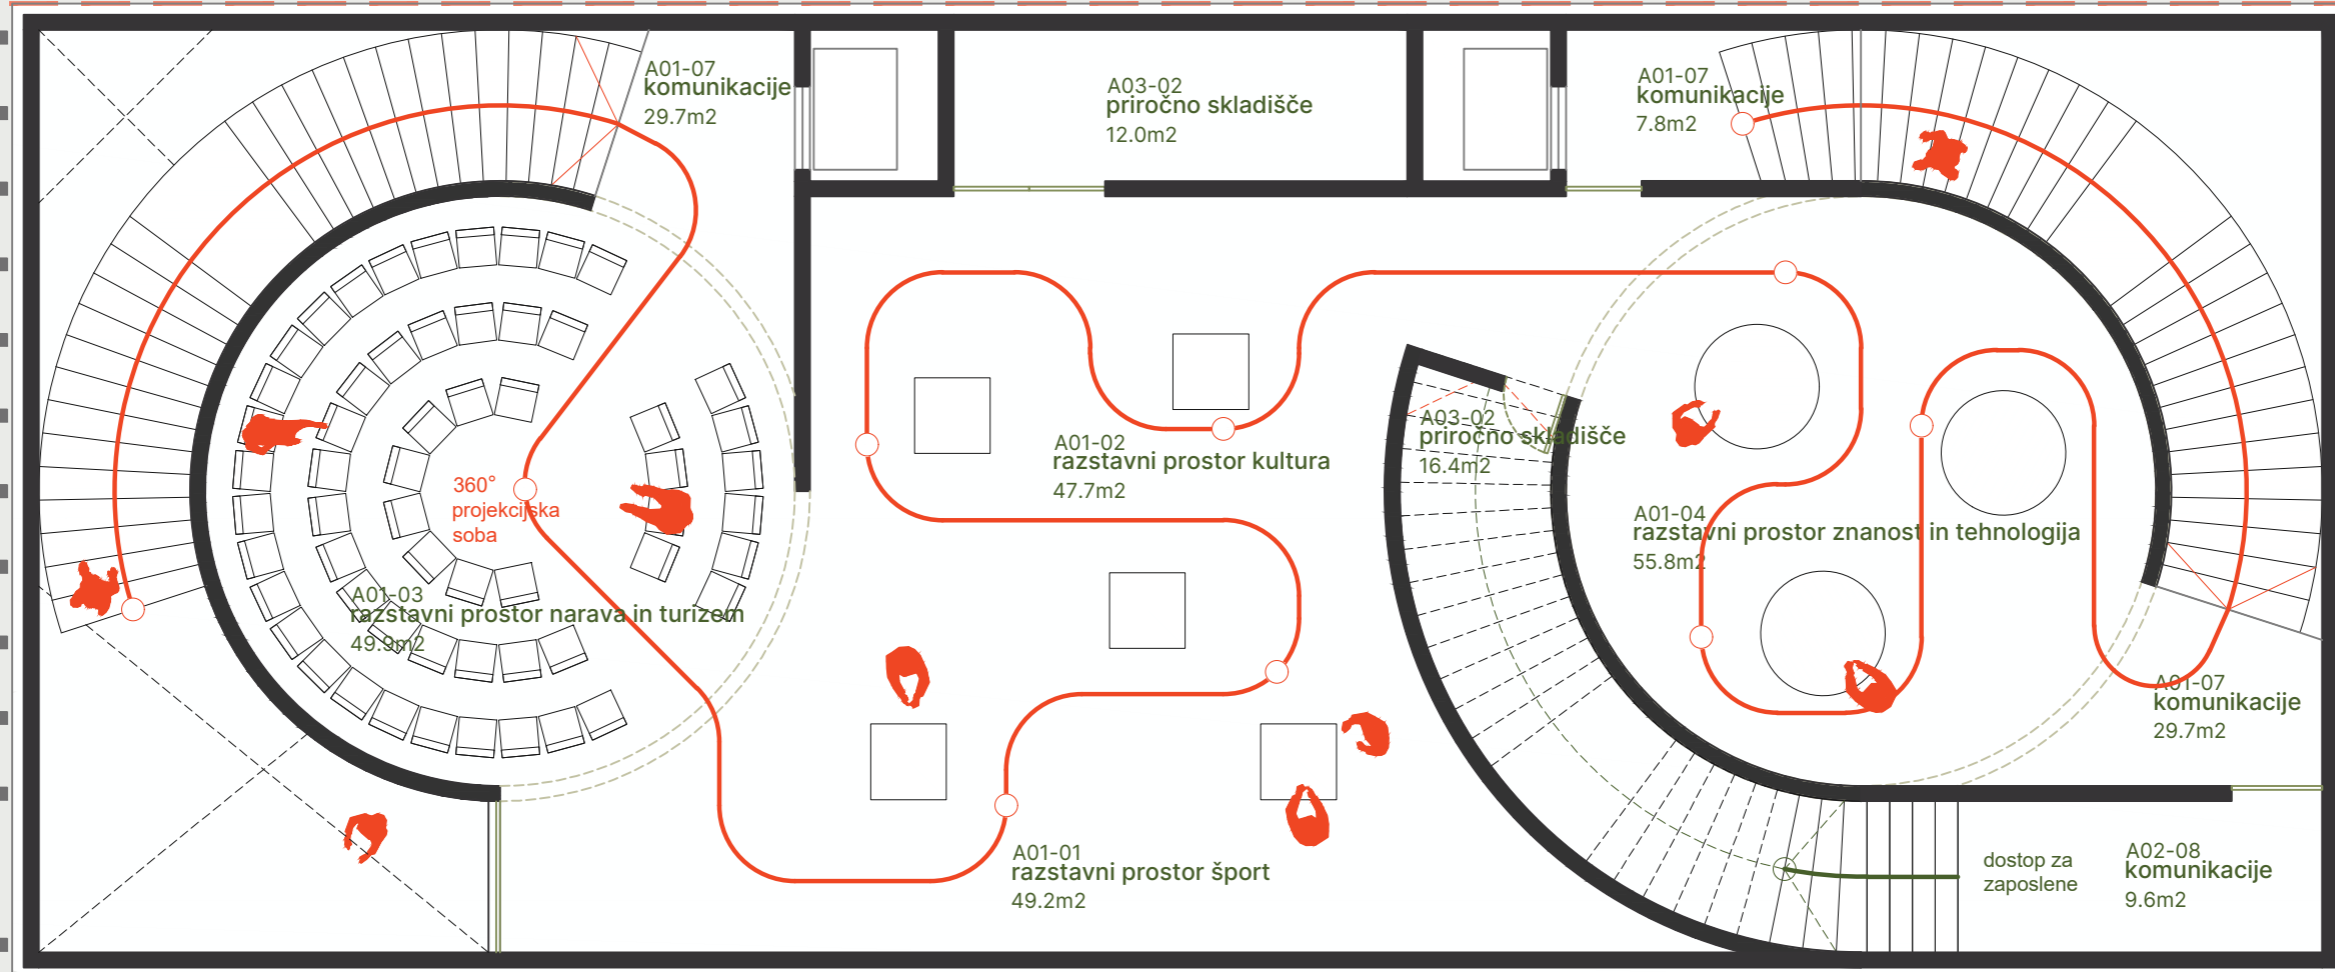 A01-07
komunikacije
29.7m2
A03-02
priročno skladišče
12.0m2
A01-07
komunikacije
7.8m2
A03-02
priročno skladišče
16.4m2
A01-02
razstavni prostor kultura
47.7m2
360°
projekcijska
soba
A01-04
razstavni prostor znanost in tehnologija
55.8m2
A01-03
razstavni prostor narava in turizem
49.9m2
A01-07
komunikacije
29.7m2
A01-01
razstavni prostor šport
49.2m2
dostop za
zaposlene
A02-08
komunikacije
9.6m2